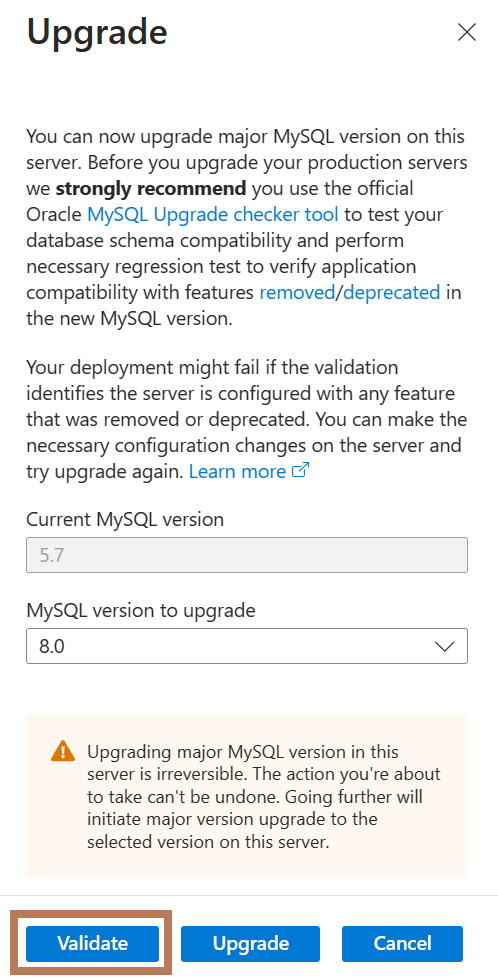 Upgrade
You can now upgrade major MySQL version on this
server. Before you upgrade your production servers
we strongly recommend you use the official
Oracle MySQL Upgrade checker tool to test your
database schema compatibility and perform
necessary regression test to verify application
compatibility with features removed/deprecated in
the new MySQL version.
Your deployment might fail if the validation
identifies the server is configured with any feature
that was removed or deprecated. You can make the
necessary configuration changes on the server and
try upgrade again. Learn more
Current MySQL version
5.7
MySQL version to upgrade
8.0
Upgrading major MySQL version in this
server is irreversible. The action you're about
to take can't be undone. Going further will
initiate major version upgrade to the
selected version on this server.
Validate Upgrade Cancel